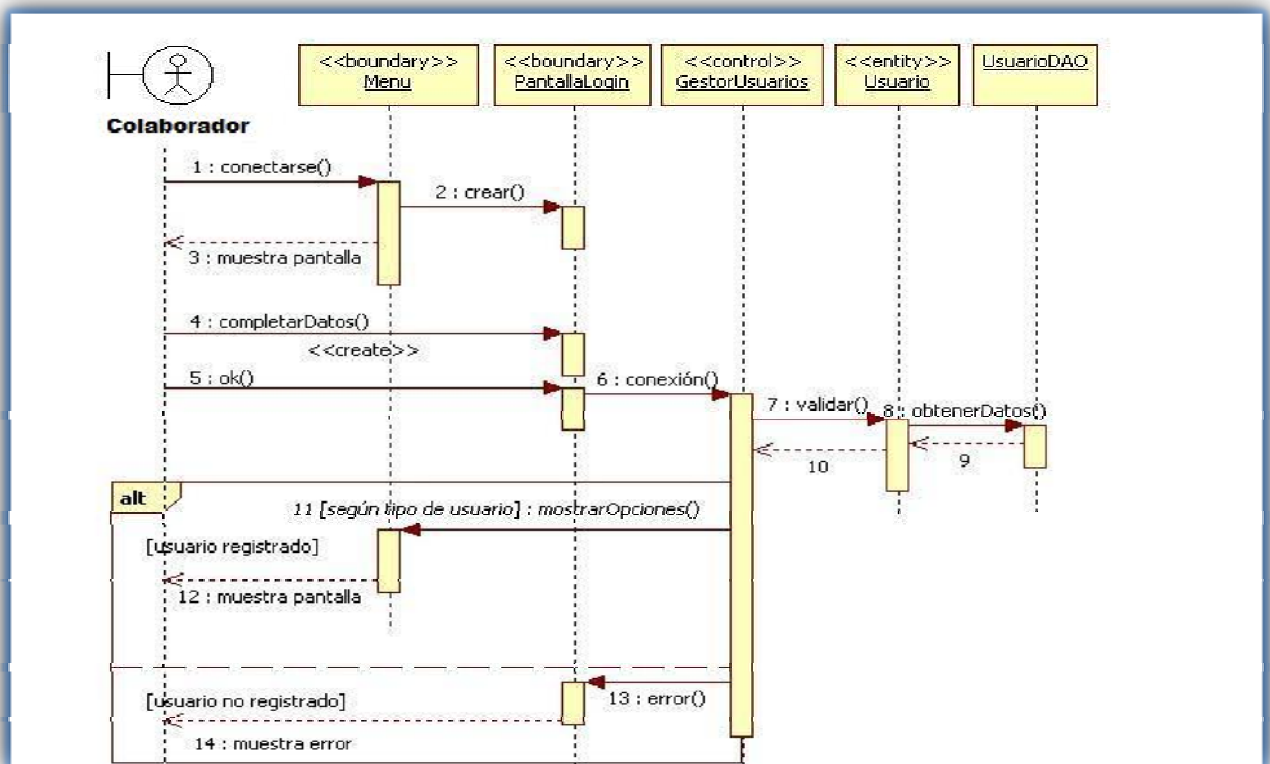 <<boundary>>
Menu
<<boundary>>
PantallaLogin
<<control>>
GestorUsuarios
<<entity>>
Usuario
UsuarioDAO
Colaborador
1 : conectarse()
2 : crear()
3 : muestra pantalla
4 : completarDatos()
<<create>>
5 : ok()
6 : conexión()
7 : validar()
8 : obtenerDatos()
9
10
alt
11 [según tipo de usuario] : mostrarOpciones()
[usuario registrado]
12 : muestra pantalla
13 : error()
[usuario no registrado]
14 : muestra error